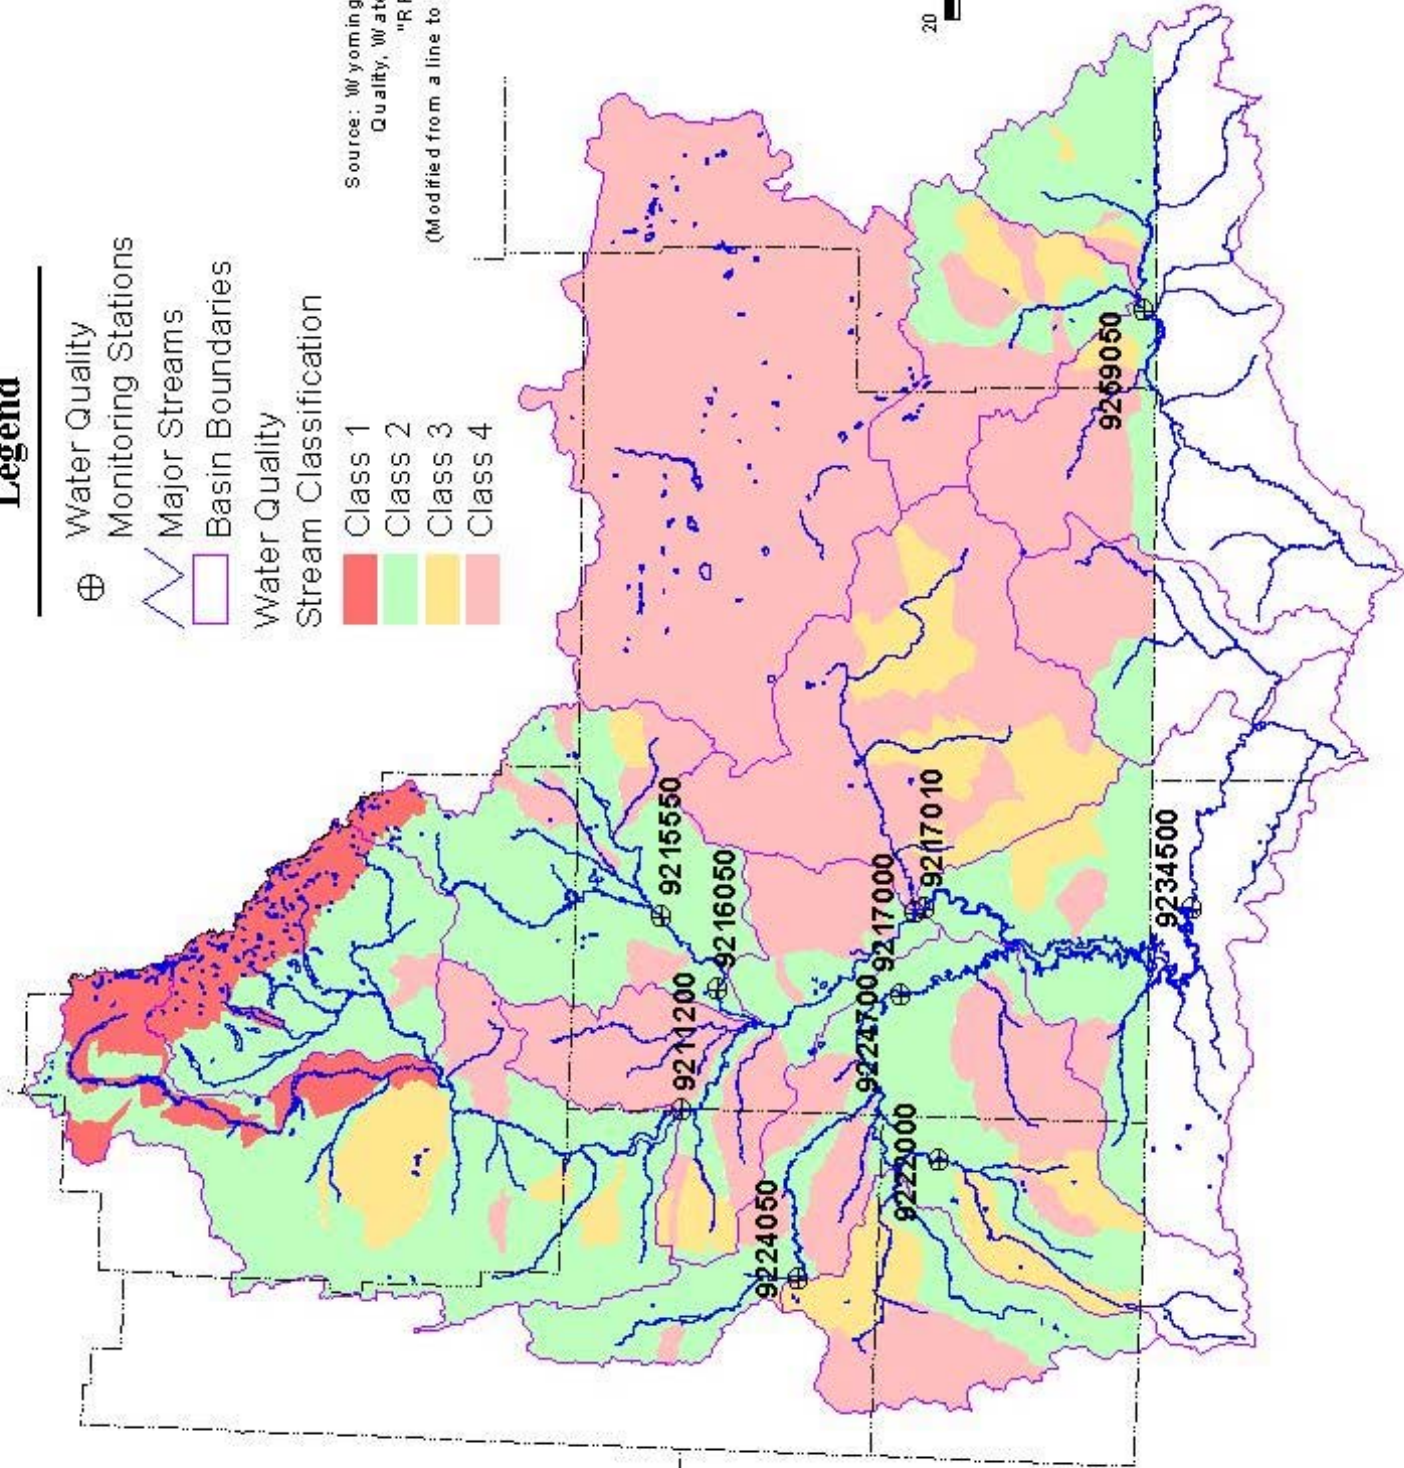 Legend
Water Quality
Monitoring Stations
Major Streams
Basin Boundaries
Water Quality
Stream Classification
Class 1
Class 2
Class 3
Class 4
Source: Wyoming
Quality, Wate
"RF
(Modified from a line to
20
9215550
9216050
9211200
9217010
9217000
9224700
9222000
9224050
9234500
9259050